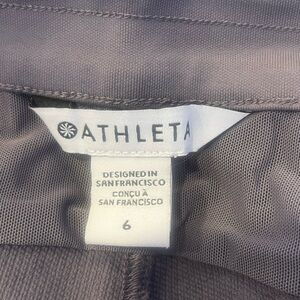 ATHLETA
DESIGNED IN
SAN FRANCISCO
CONÇU À
SAN FRANCISCO
6